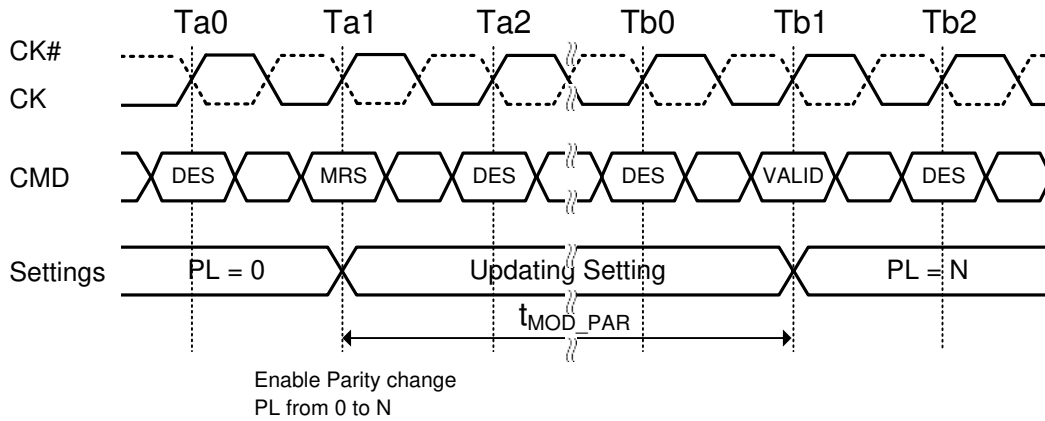 Ta0 Ta1 Ta2 Tb0 Tb1 Tb2
CK#
CK
CMD DES MRS DES DES VALID DES
Settings PL = 0 Updating Setting PL = N
tMOD_PAR
Enable Parity change
PL from 0 to N